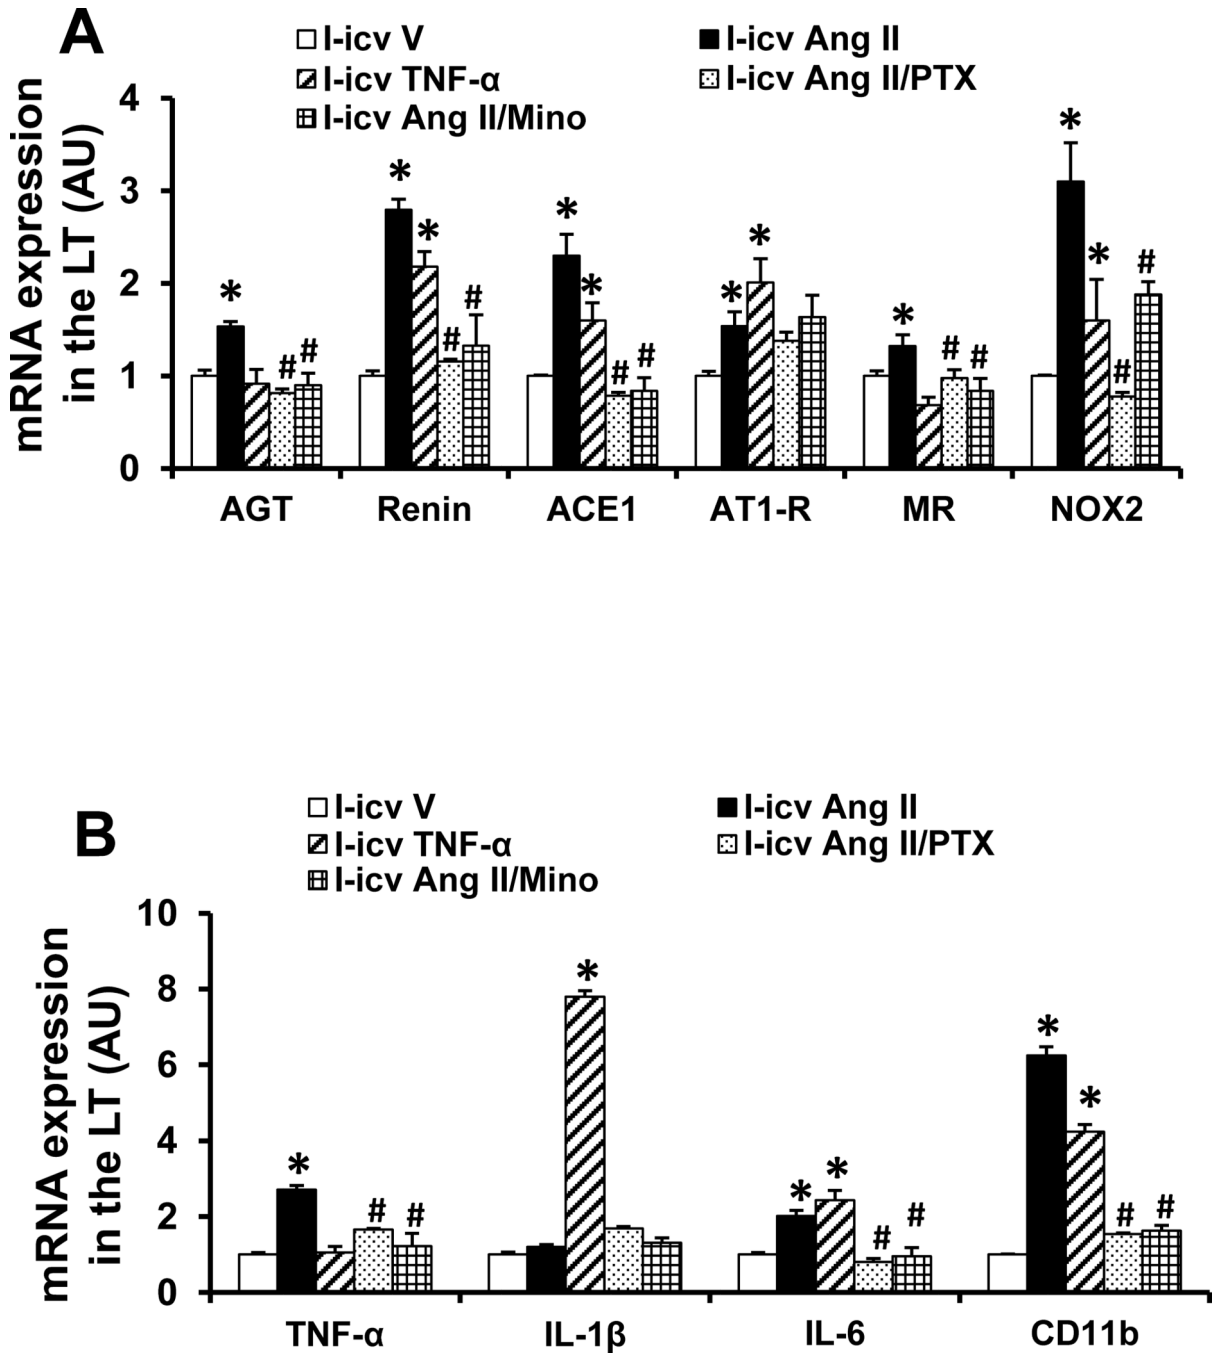 A
I-icv V
I-icv Ang II
I-icv TNF-α
I-icv Ang II/PTX
I-icv Ang II/Mino
mRNA expression
in the LT (AU)
4
3
2
1
0
* * * # # * * # # * * # # * * * # # * * # #
AGT Renin ACE1 AT1-R MR NOX2
B
I-icv V
I-icv Ang II
I-icv TNF-α
I-icv Ang II/PTX
I-icv Ang II/Mino
mRNA expression
in the LT (AU)
10
8
6
4
2
0
* # # * * * # # * * # #
TNF-α IL-1β IL-6 CD11b